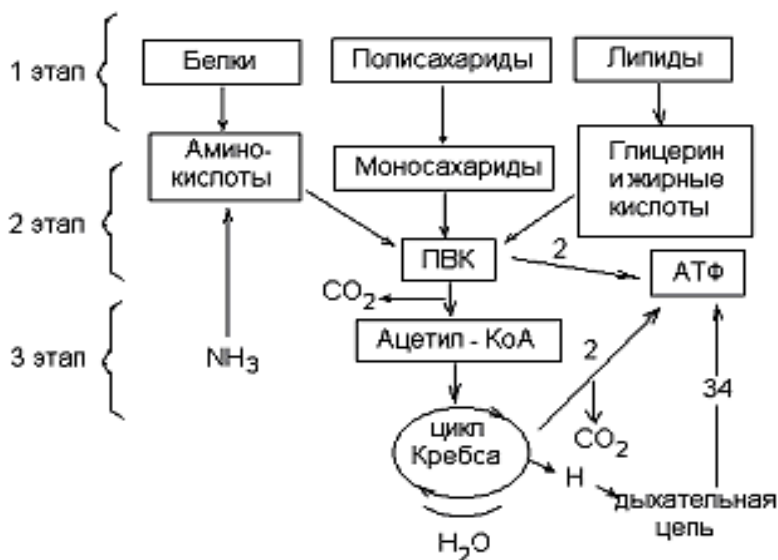 1 этап
Белки
Полисахариды
Липиды
2 этап
Амино-
кислоты
Моносахариды
Глицерин
и жирные
кислоты
ПВК
2
АТФ
CO2
3 этап
NH3
Ацетил - КоА
2
34
цикл
Кребса
CO2
H
дыхательная
цепь
H2O